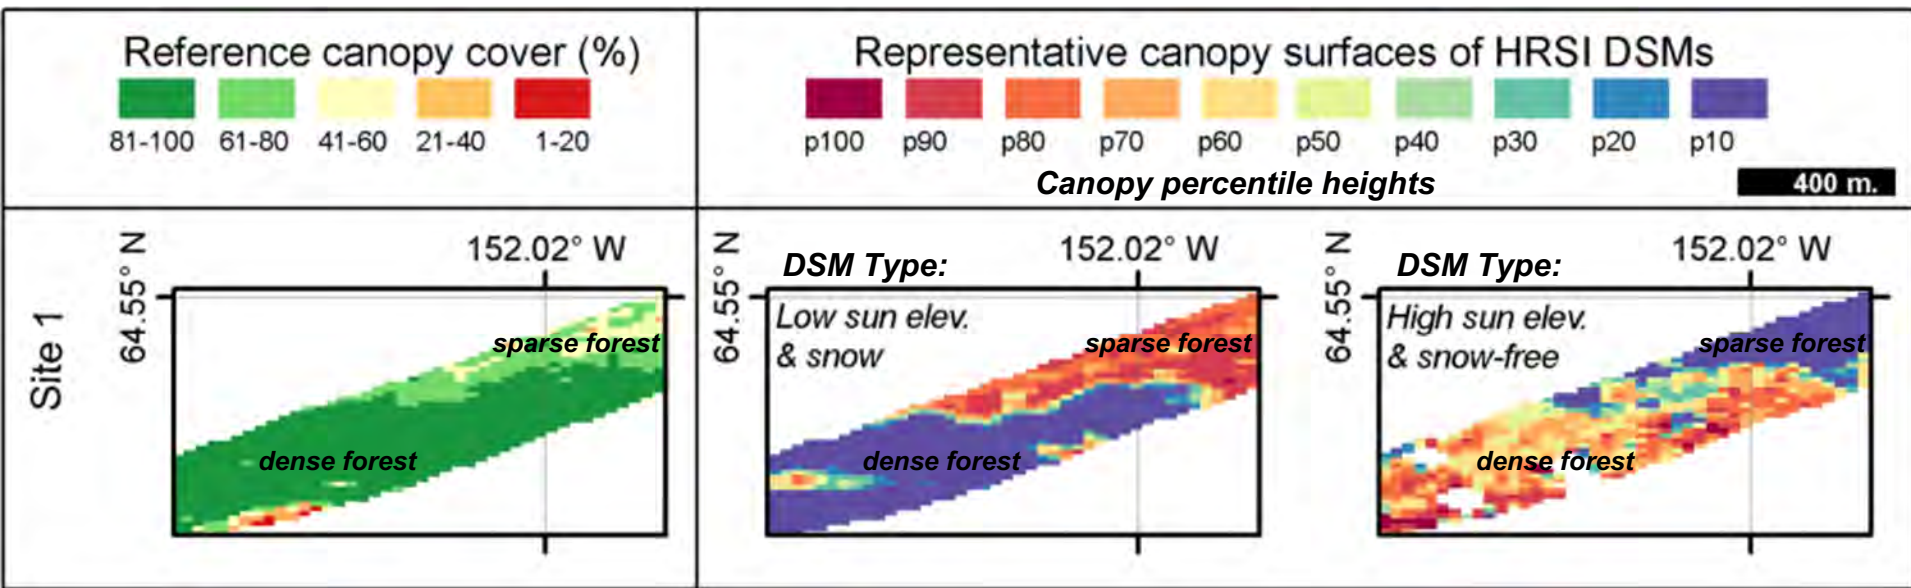 Reference canopy cover (%)
81-100 61-80 41-60 21-40 1-20
Representative canopy surfaces of HRSI DSMs
p100 p90 p80 p70 p60 p50 p40 p30 p20 p10
Canopy percentile heights
400 m.
Site 1
64.55° N
152.02° W
sparse forest
dense forest
64.55° N
152.02° W
DSM Type:
Low sun elev.
& snow
sparse forest
dense forest
64.55° N
152.02° W
DSM Type:
High sun elev.
& snow-free
sparse forest
dense forest